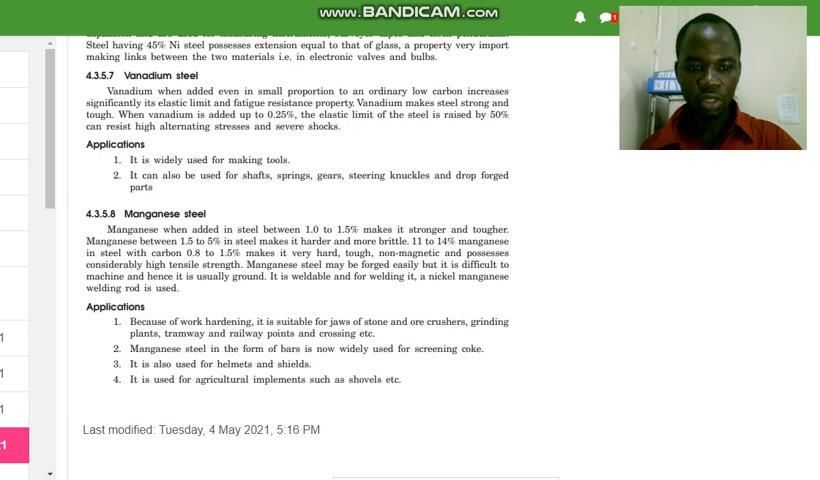 www.BANDICAM.com
1
Steel having 45% Ni steel possesses extension equal to that of glass, a property very import
making links between the two materials i.e. in electronic valves and bulbs.
4.3.5.7 Vanadium steel
Vanadium when added even in small proportion to an ordinary low carbon increases
significantly its elastic limit and fatigue resistance property. Vanadium makes steel strong and
tough. When vanadium is added up to 0.25%, the elastic limit of the steel is raised by 50%
can resist high alternating stresses and severe shocks.
Applications
1. It is widely used for making tools.
2. It can also be used for shafts, springs, gears, steering knuckles and drop forged
parts
4.3.5.8 Manganese steel
Manganese when added in steel between 1.0 to 1.5% makes it stronger and tougher.
Manganese between 1.5 to 5% in steel makes it harder and more brittle. 11 to 14% manganese
in steel with carbon 0.8 to 1.5% makes it very hard, tough, non-magnetic and possesses
considerably high tensile strength. Manganese steel may be forged easily but it is difficult to
machine and hence it is usually ground. It is weldable and for welding it, a nickel manganese
welding rod is used.
Applications
1. Because of work hardening, it is suitable for jaws of stone and ore crushers, grinding
plants, tramway and railway points and crossing etc.
2. Manganese steel in the form of bars is now widely used for screening coke.
3. It is also used for helmets and shields.
4. It is used for agricultural implements such as shovels etc.
Last modified: Tuesday, 4 May 2021, 5:16 PM
1
1
1
21